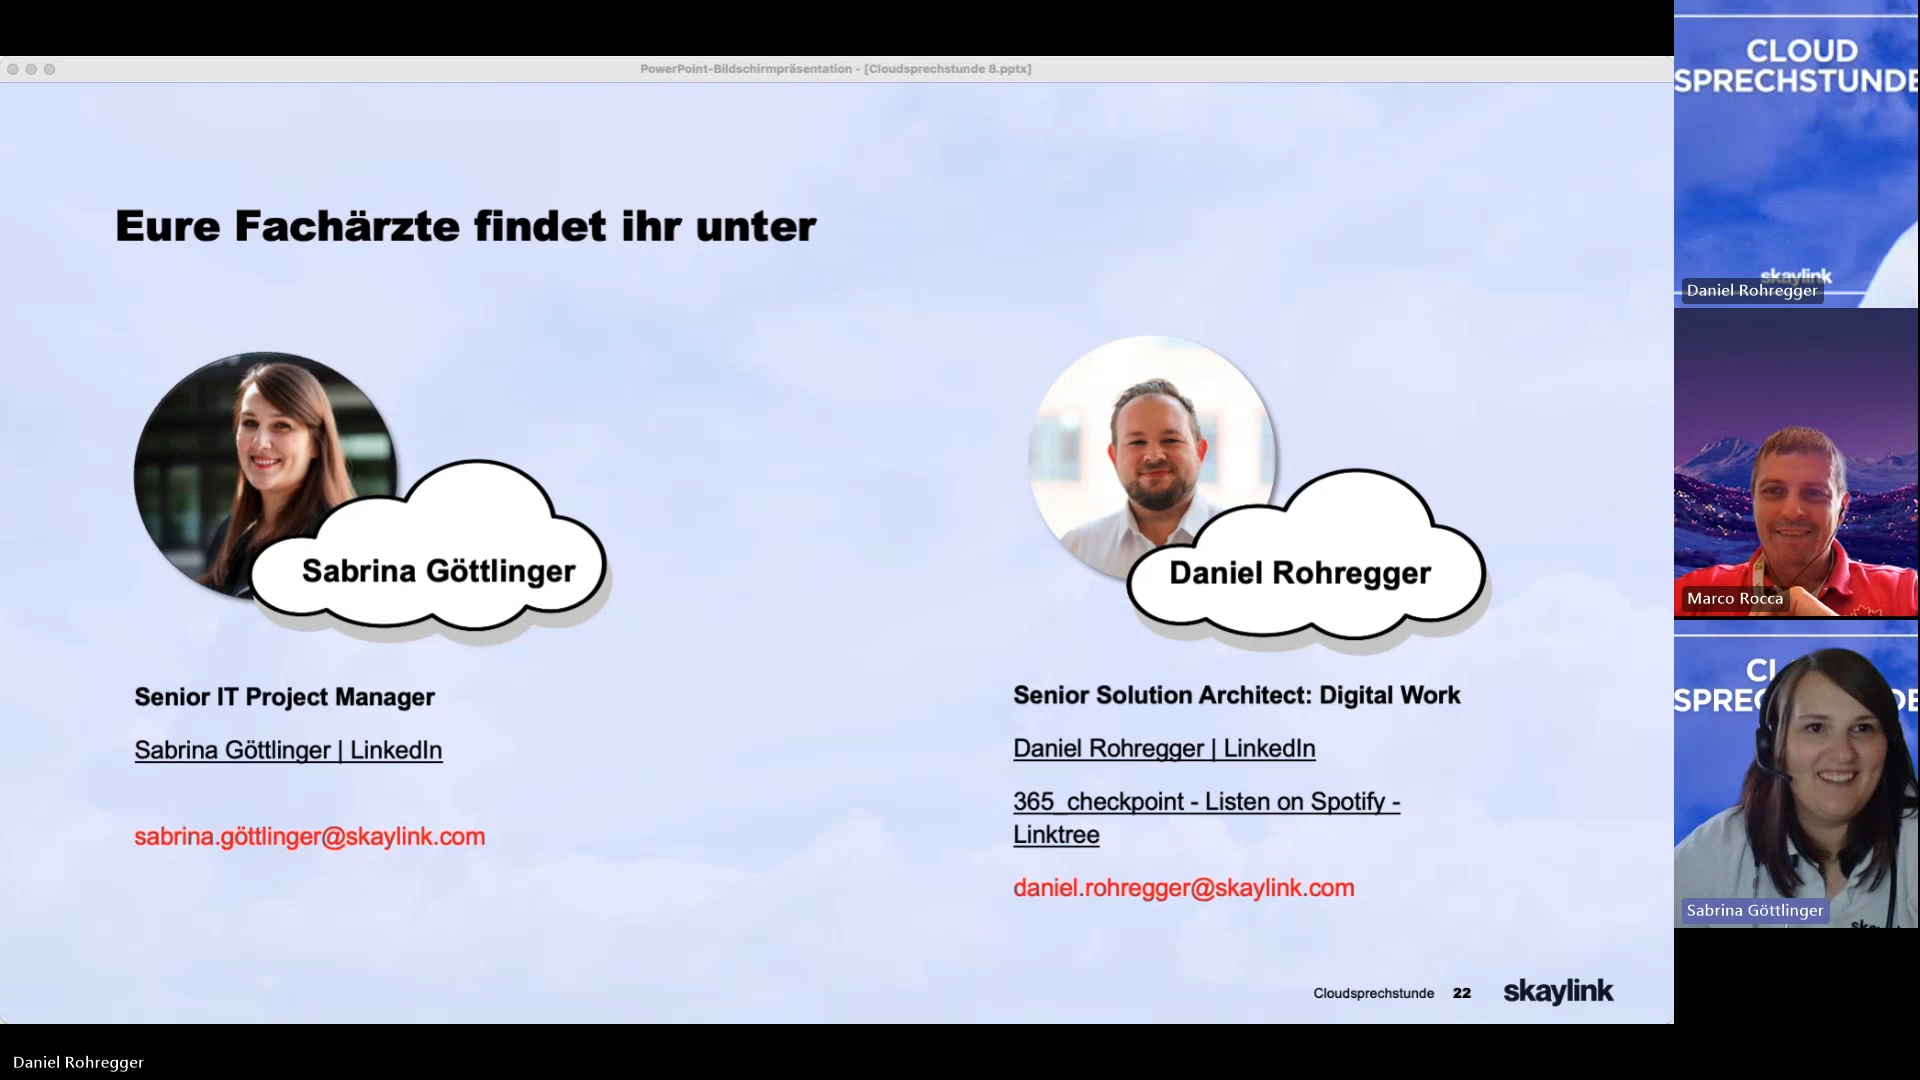 PowerPoint-Bildschirmpräsentation - [Cloudsprechstunde 8.pptx]
Eure Fachärzte findet ihr unter
Sabrina Göttlinger
Senior IT Project Manager
Sabrina Göttlinger | LinkedIn
sabrina.göttlinger@skaylink.com
Daniel Rohregger
Senior Solution Architect: Digital Work
Daniel Rohregger | LinkedIn
365_checkpoint - Listen on Spotify -
Linktree
daniel.rohregger@skaylink.com
Cloudsprechstunde 22 skaylink
CLOUD
SPRECHSTUNDE
skaylink
Daniel Rohregger
Marco Rocca
Sabrina Göttlinger
Daniel Rohregger